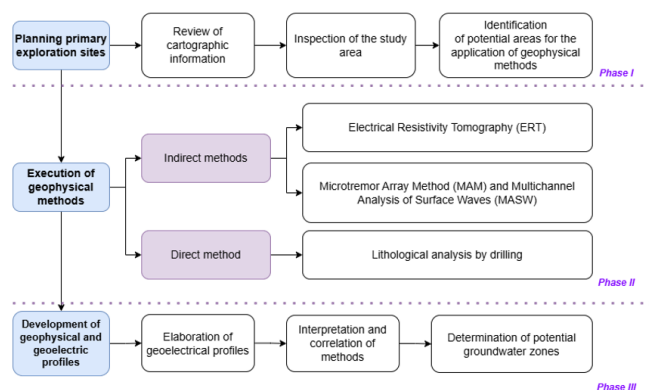 Planning primary
exploration sites
Review of
cartographic
information
Inspection of the study
area
Identification
of potential areas for the
application of geophysical
methods
Phase I
Execution of
geophysical
methods
Indirect methods
Electrical Resistivity Tomography (ERT)
Microtremor Array Method (MAM) and Multichannel
Analysis of Surface Waves (MASW)
Direct method
Lithological analysis by drilling
Phase II
Development of
geophysical and
geoelectric
profiles
Elaboration of
geoelectrical profiles
Interpretation and
correlation of
methods
Determination of potential
groundwater zones
Phase III